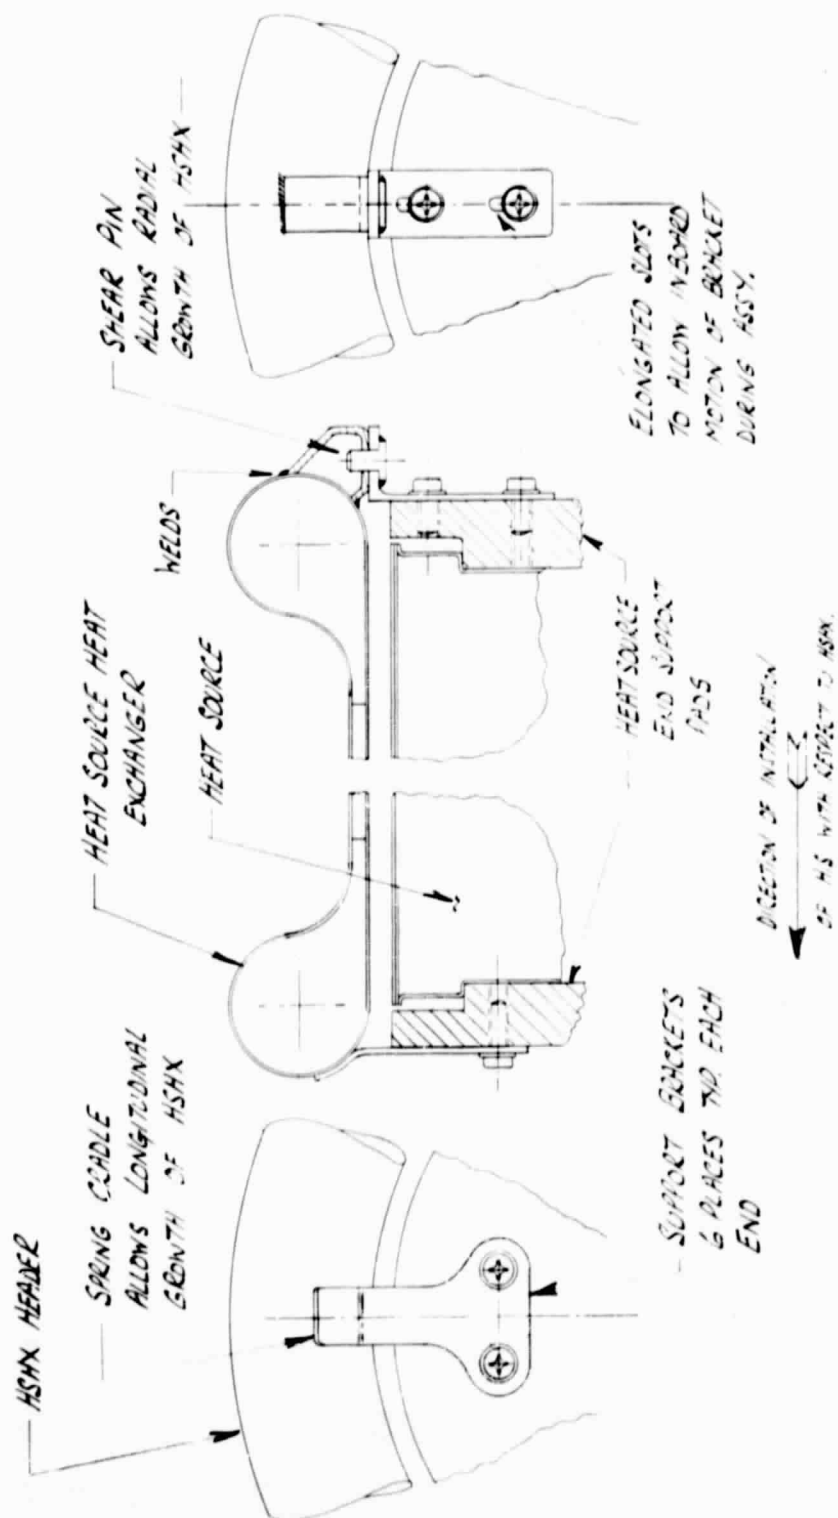 HSHX HEADER
SPRING CRADLE
ALLOWS LONGITUDINAL
GROWTH OF HSHX
HEAT SOURCE HEAT
EXCHANGER
HEAT SOURCE
WELDS
SHEAR PIN
ALLOWS RADIAL
GROWTH OF HSHX
SUPPORT BRACKETS
6 PLACES TYP. EACH
END
HEAT SOURCE
END SUPPORT
PADS
ELONGATED SLOTS
TO ALLOW INBOARD
MOTION OF BRACKET
DURING ASSY.
DIRECTION OF INSTALLATION
OF HS WITH RESPECT TO HSHX.